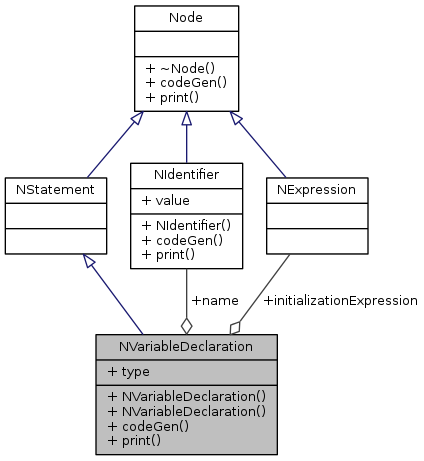 Node
+ ~Node()
+ codeGen()
+ print()
NStatement
NIdentifier
+ value
+ NIdentifier()
+ codeGen()
+ print()
NExpression
+name
+initializationExpression
NVariableDeclaration
+ type
+ NVariableDeclaration()
+ NVariableDeclaration()
+ codeGen()
+ print()